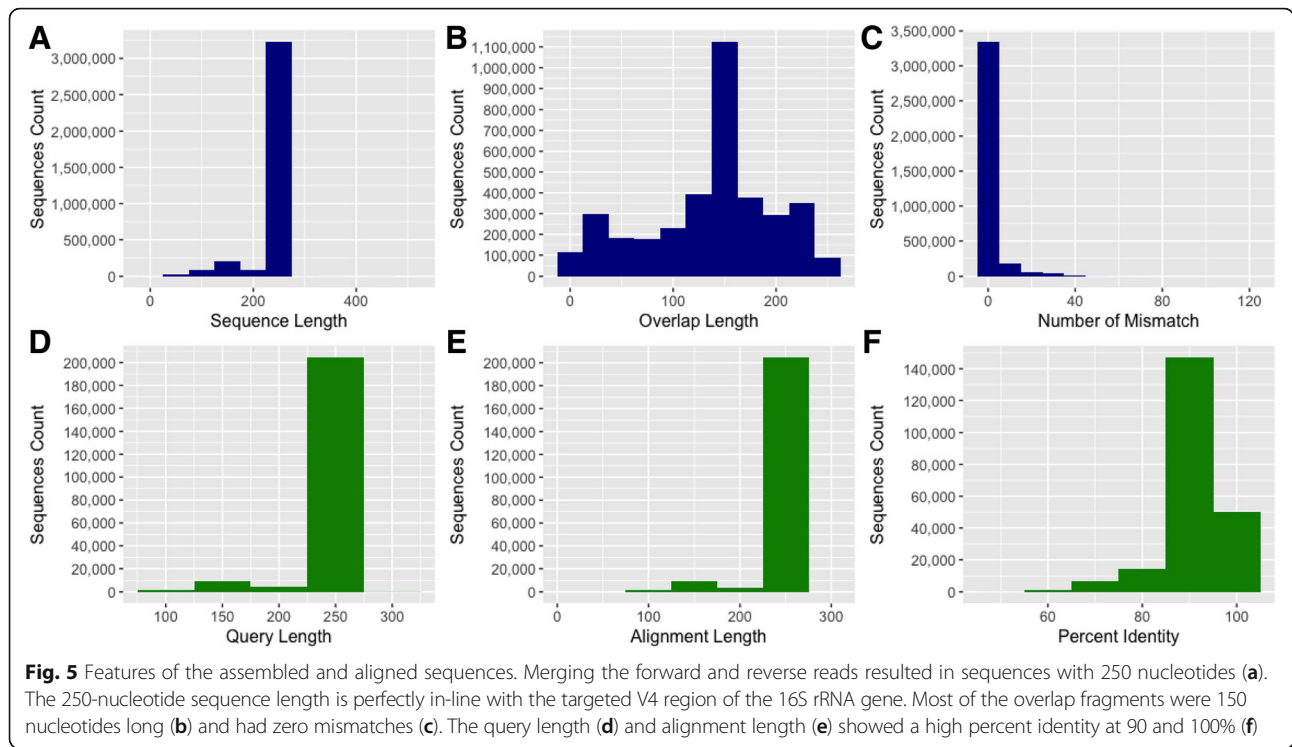 A
3,000,000
2,500,000
2,000,000
1,500,000
1,000,000
500,000
0
Sequences Count
0 200 400
Sequence Length
B
1,100,000
1,000,000
900,000
800,000
700,000
600,000
500,000
400,000
300,000
200,000
100,000
0
Sequences Count
0 100 200
Overlap Length
C
3,500,000
3,000,000
2,500,000
2,000,000
1,500,000
1,000,000
500,000
0
Sequences Count
0 40 80 120
Number of Mismatch
D
200,000
180,000
160,000
140,000
120,000
100,000
80,000
60,000
40,000
20,000
0
Sequences Count
100 150 200 250 300
Query Length
E
200,000
180,000
160,000
140,000
120,000
100,000
80,000
60,000
40,000
20,000
0
Sequences Count
0 100 200 300
Alignment Length
F
140,000
120,000
100,000
80,000
60,000
40,000
20,000
0
Sequences Count
60 80 100
Percent Identity
Fig. 5 Features of the assembled and aligned sequences. Merging the forward and reverse reads resulted in sequences with 250 nucleotides (a).
The 250-nucleotide sequence length is perfectly in-line with the targeted V4 region of the 16S rRNA gene. Most of the overlap fragments were 150
nucleotides long (b) and had zero mismatches (c). The query length (d) and alignment length (e) showed a high percent identity at 90 and 100% (f)